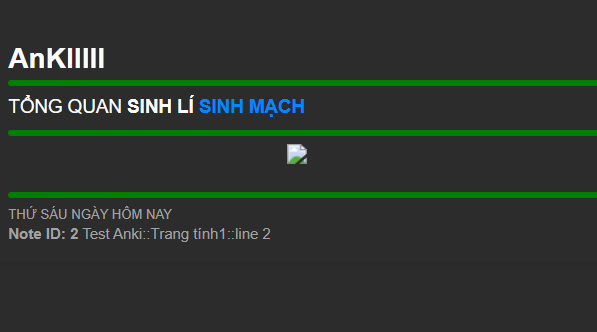 AnKIIIII
TỔNG QUAN SINH LÍ SINH MẠCH
THỨ SÁU NGÀY HÔM NAY
Note ID: 2 Test Anki::Trang tính1::line 2